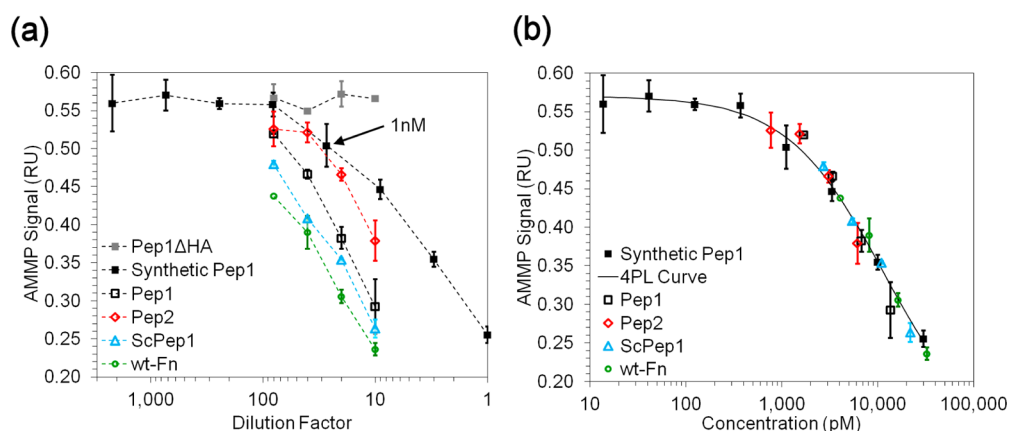 (a)
0.60
0.55
0.50
0.45
0.40
0.35
0.30
0.25
0.20
AMMP Signal (RU)
1nM
Pep1ΔHA
Synthetic Pep1
Pep1
Pep2
ScPep1
wt-Fn
1,000
100
10
1
Dilution Factor
(b)
0.60
0.55
0.50
0.45
0.40
0.35
0.30
0.25
0.20
AMMP Signal (RU)
Synthetic Pep1
4PL Curve
Pep1
Pep2
ScPep1
wt-Fn
10
100
1,000
10,000
100,000
Concentration (pM)